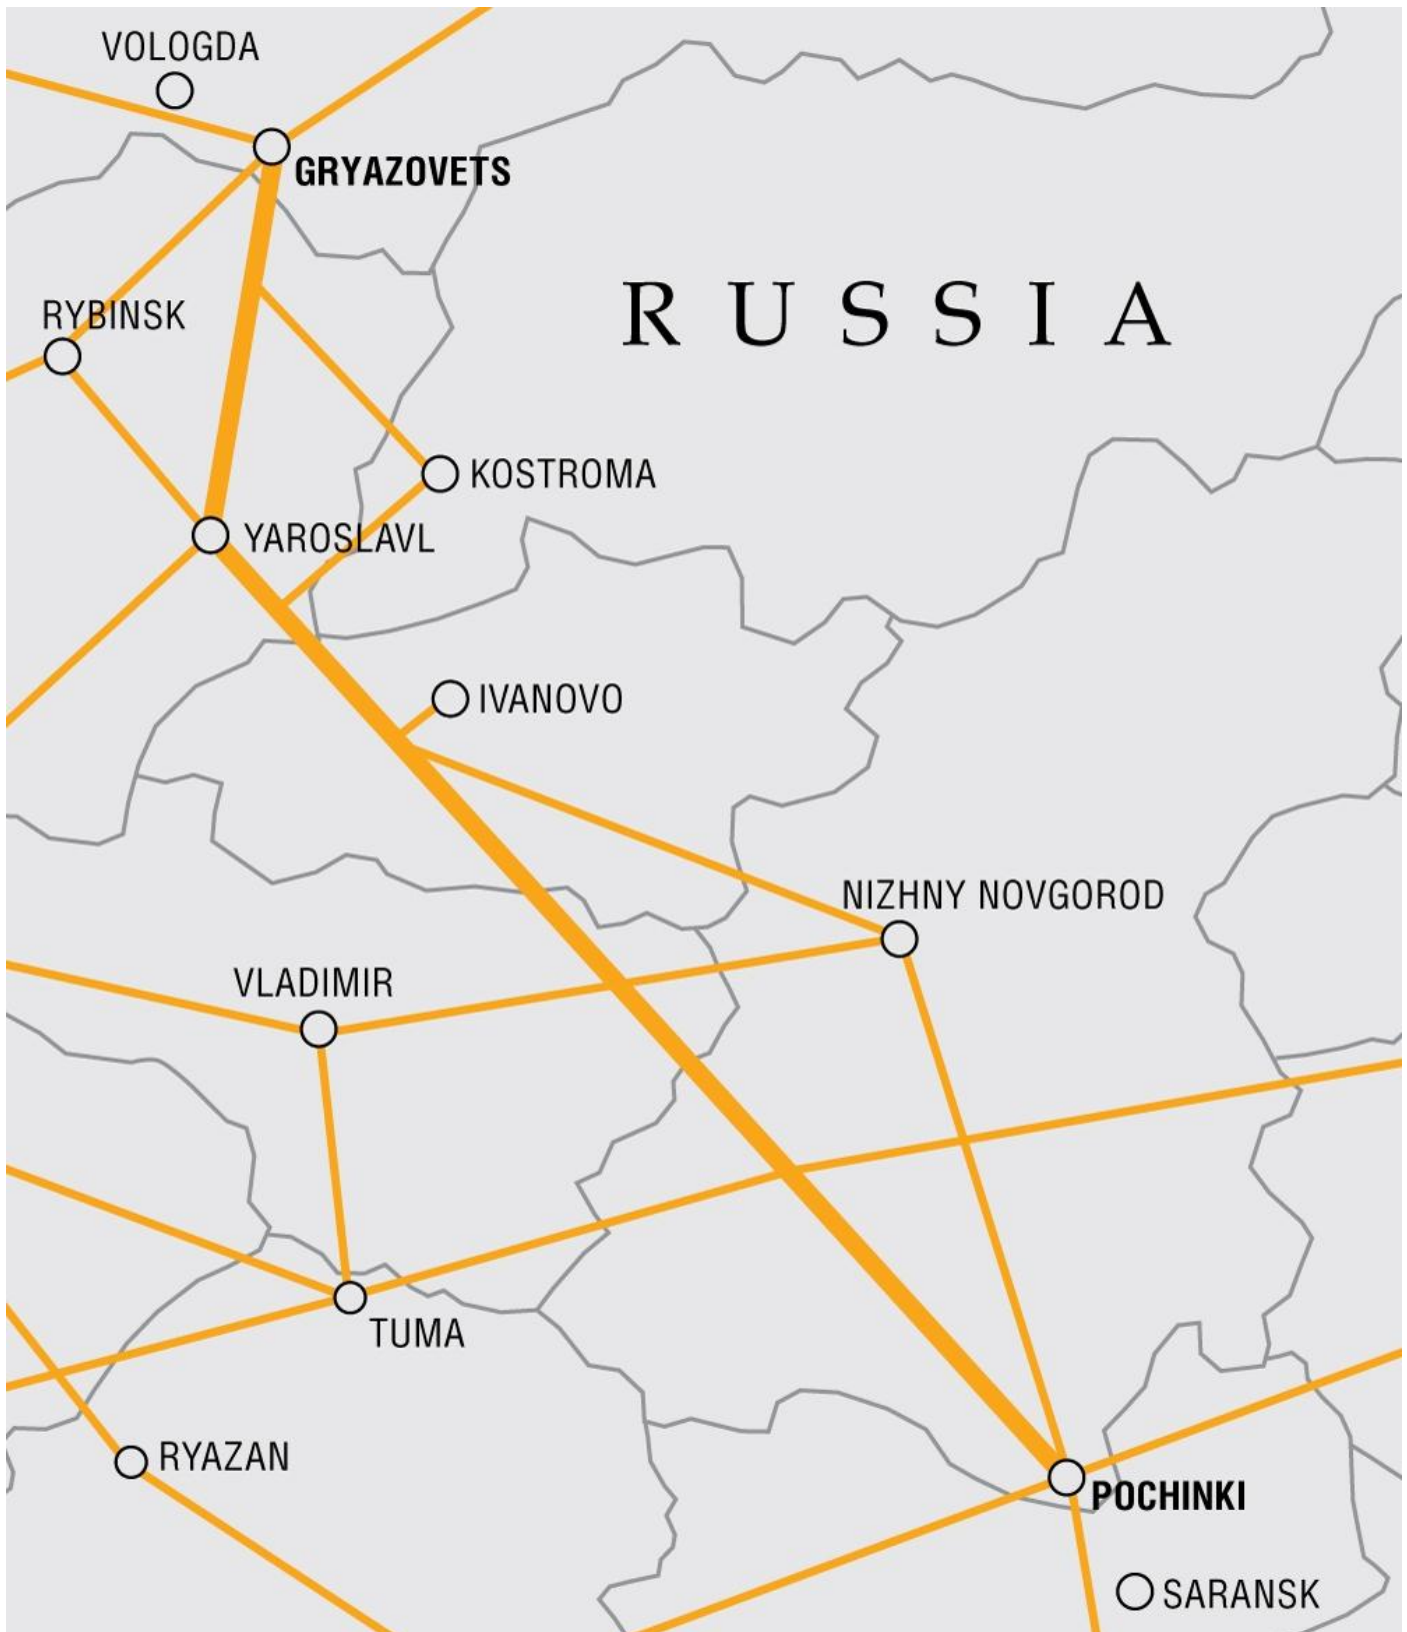 VOLOGDA
GRYAZOVETS
RUSSIA
RYBINSK
KOSTROMA
YAROSLAVL
IVANOVO
NIZHNY NOVGOROD
VLADIMIR
TUMA
RYAZAN
POCHINKI
SARANSK